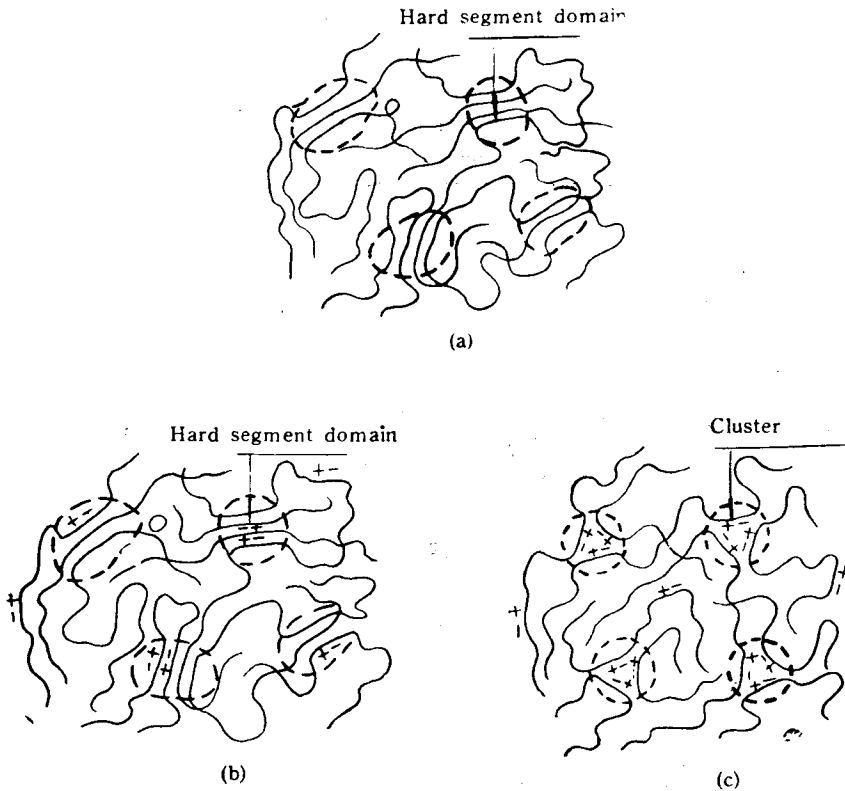 Hard segment domain
(a)
Hard segment domain
Cluster
(b)
(c)